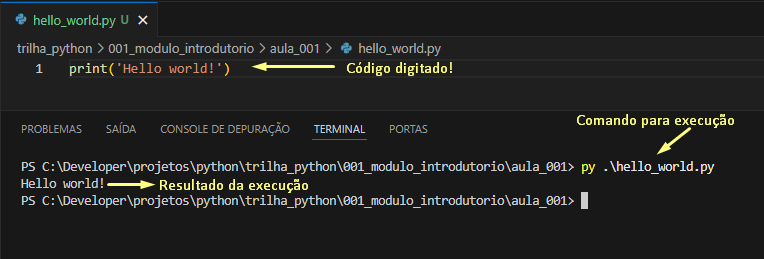 hello_world.py U
trilha_python > 001_modulo_introdutorio > aula_001 > hello_world.py
1 print('Hello world!') Código digitado!
Comando para execução
PROBLEMAS SAÍDA CONSOLE DE DEPURAÇÃO TERMINAL PORTAS
PS C:\Developer\projetos\python\trilha_python\001_modulo_introdutorio\aula_001> py .\hello_world.py
Hello world! Resultado da execução
PS C:\Developer\projetos\python\trilha_python\001_modulo_introdutorio\aula_001>